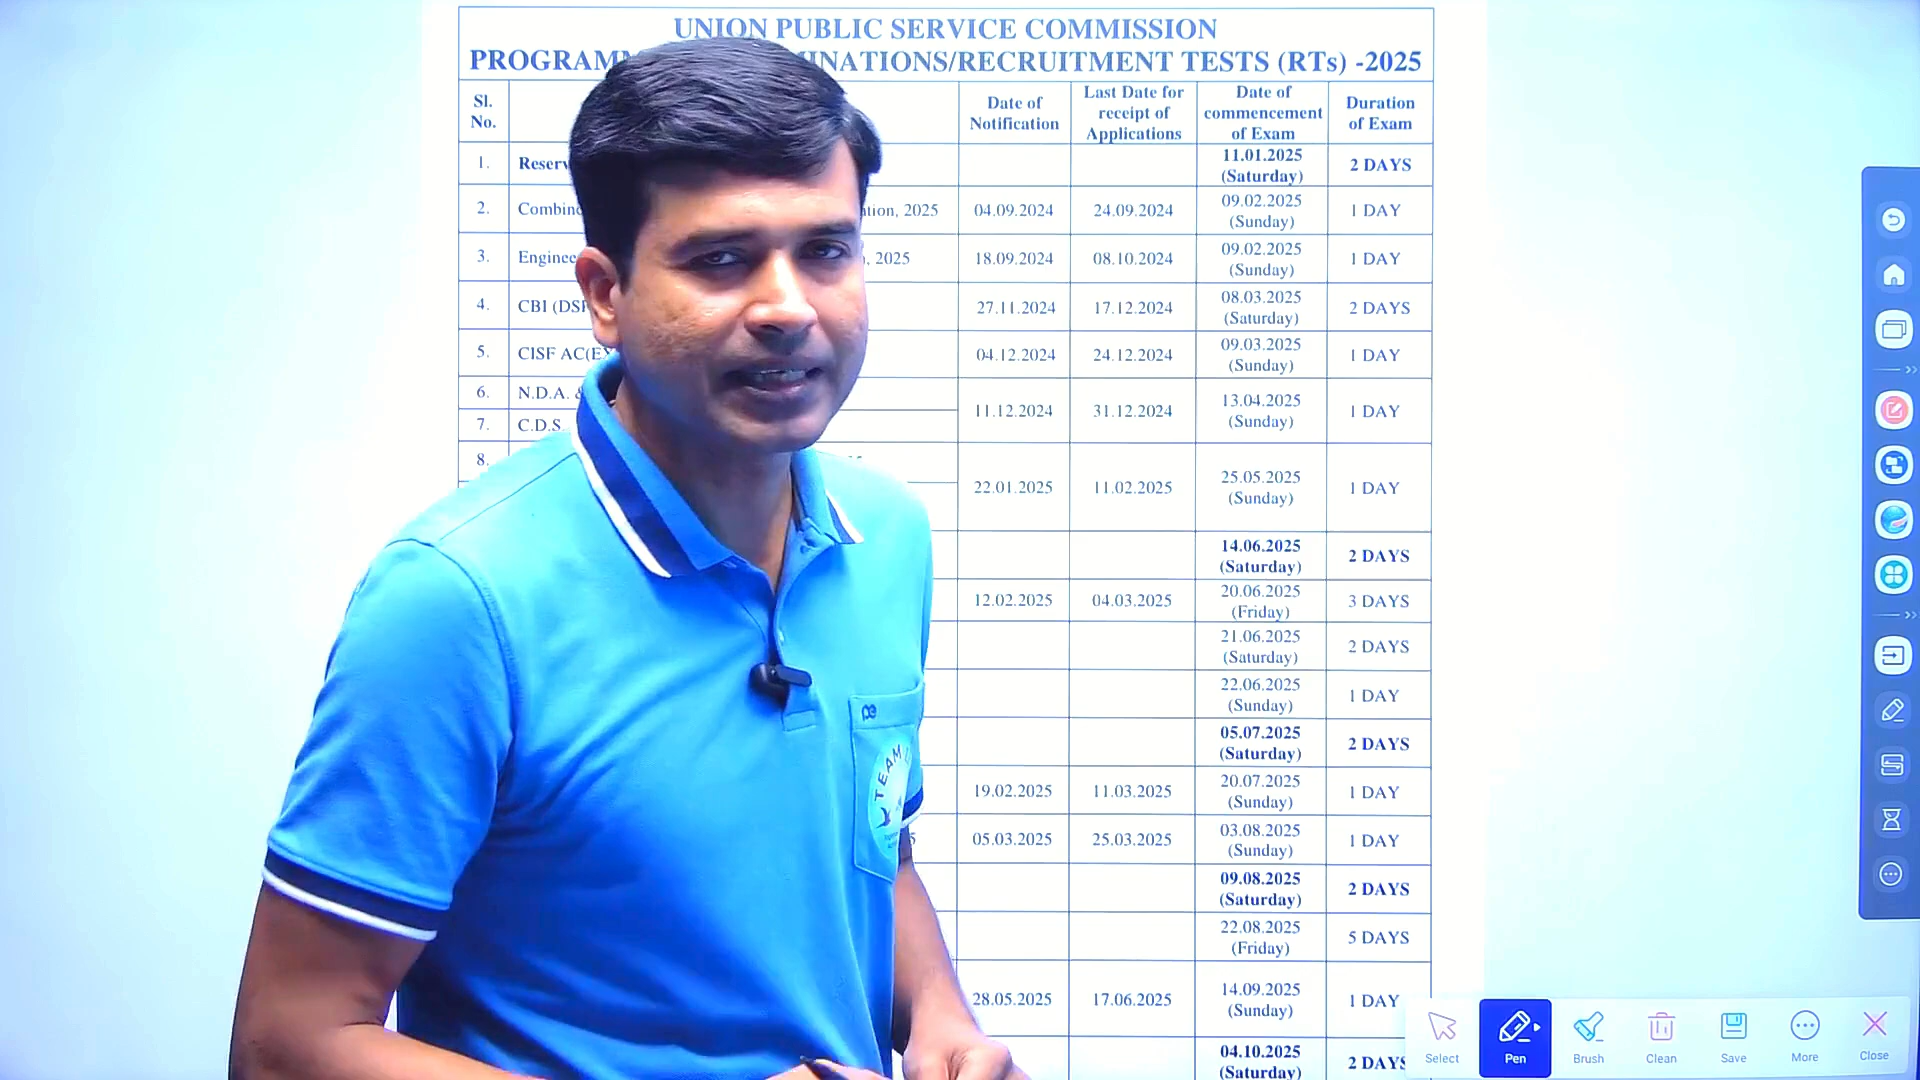 UNION PUBLIC SERVICE COMMISSION
PROGRAM INATIONS/RECRUITMENT TESTS (RTs) -2025
Sl. No. Date of Notification Last Date for receipt of Applications Date of commencement of Exam Duration of Exam
1. Reserv 11.01.2025 (Saturday) 2 DAYS
2. Combin tion, 2025 04.09.2024 24.09.2024 09.02.2025 (Sunday) 1 DAY
3. Enginee , 2025 18.09.2024 08.10.2024 09.02.2025 (Sunday) 1 DAY
4. CBI (DSP 27.11.2024 17.12.2024 08.03.2025 (Saturday) 2 DAYS
5. CISF AC(EX 04.12.2024 24.12.2024 09.03.2025 (Sunday) 1 DAY
6. N.D.A. & 11.12.2024 31.12.2024 13.04.2025 (Sunday) 1 DAY
7. C.D.S.
8. 22.01.2025 11.02.2025 25.05.2025 (Sunday) 1 DAY
14.06.2025 (Saturday) 2 DAYS
12.02.2025 04.03.2025 20.06.2025 (Friday) 3 DAYS
21.06.2025 (Saturday) 2 DAYS
22.06.2025 (Sunday) 1 DAY
05.07.2025 (Saturday) 2 DAYS
19.02.2025 11.03.2025 20.07.2025 (Sunday) 1 DAY
5 05.03.2025 25.03.2025 03.08.2025 (Sunday) 1 DAY
09.08.2025 (Saturday) 2 DAYS
22.08.2025 (Friday) 5 DAYS
28.05.2025 17.06.2025 14.09.2025 (Sunday) 1 DAY
04.10.2025 (Saturday) 2 DAYS
TEAM
Select Pen Brush Clean Save More Close